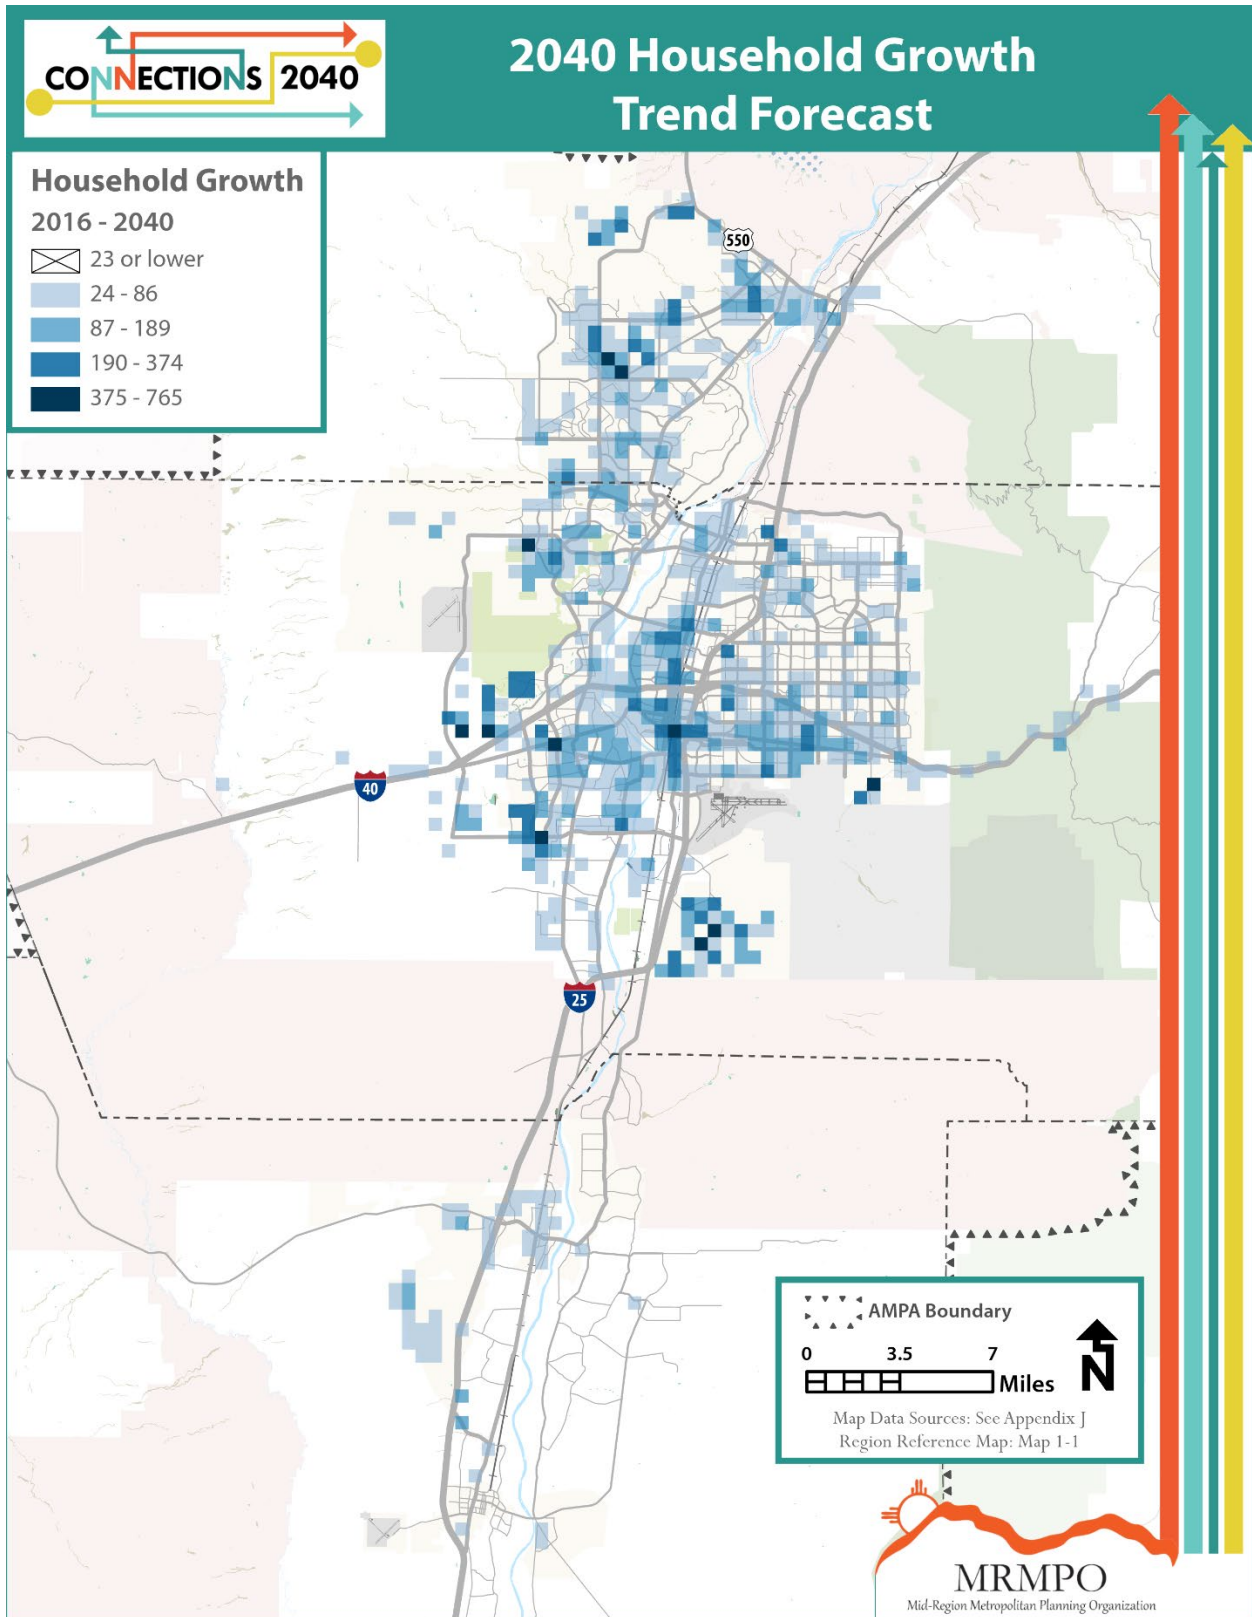 CONNECTIONS 2040
2040 Household Growth
Trend Forecast
Household Growth
2016 - 2040
23 or lower
24 - 86
87 - 189
190 - 374
375 - 765
550
40
25
AMPA Boundary
0 3.5 7
Miles
N
Map Data Sources: See Appendix J
Region Reference Map: Map 1-1
MRMPO
Mid-Region Metropolitan Planning Organization